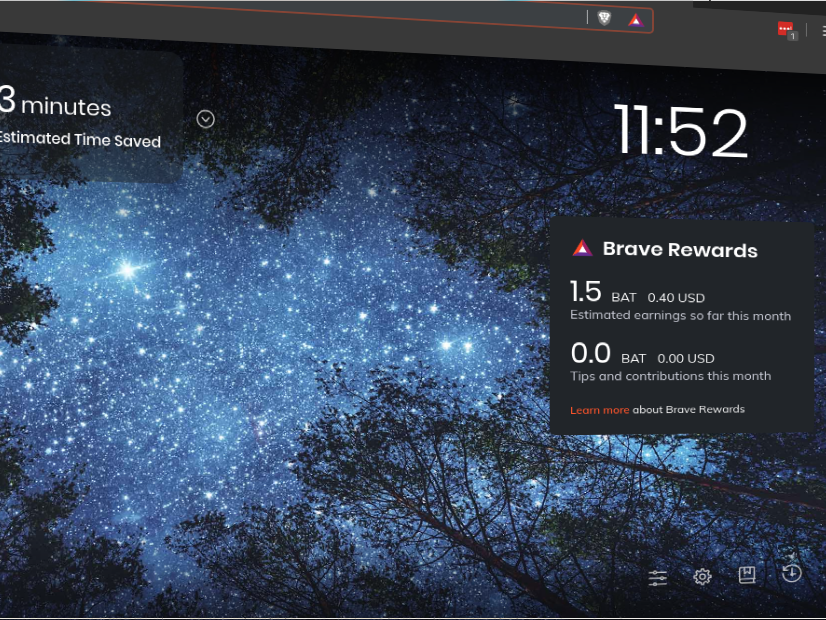 1
3 minutes
Estimated Time Saved
11:52
Brave Rewards
1.5 BAT 0.40 USD
Estimated earnings so far this month
0.0 BAT 0.00 USD
Tips and contributions this month
Learn more about Brave Rewards